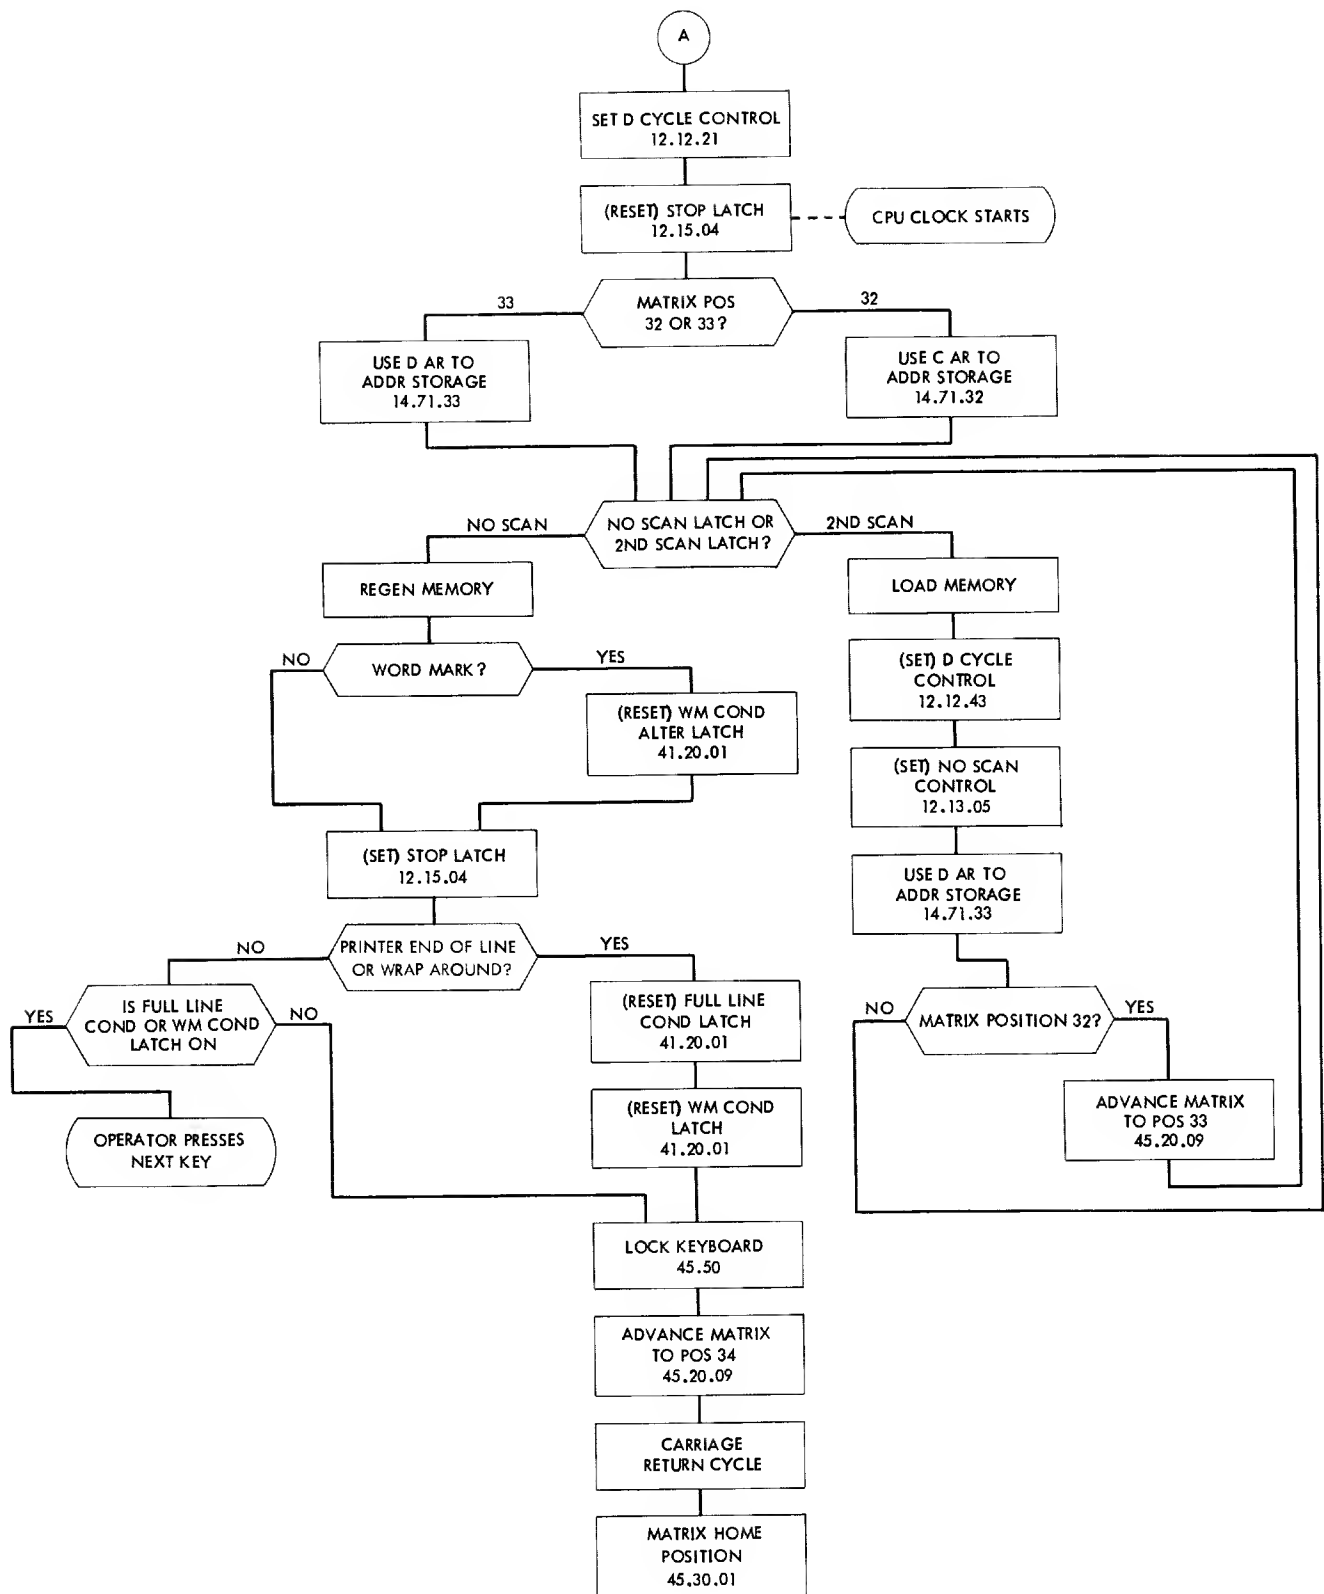 A
SET D CYCLE CONTROL
12.12.21
(RESET) STOP LATCH
12.15.04
CPU CLOCK STARTS
33
MATRIX POS
32 OR 33?
32
USE D AR TO
ADDR STORAGE
14.71.33
USE C AR TO
ADDR STORAGE
14.71.32
NO SCAN
NO SCAN LATCH OR
2ND SCAN LATCH?
2ND SCAN
REGEN MEMORY
LOAD MEMORY
NO
WORD MARK?
YES
(SET) D CYCLE
CONTROL
12.12.43
(RESET) WM COND
ALTER LATCH
41.20.01
(SET) NO SCAN
CONTROL
12.13.05
(SET) STOP LATCH
12.15.04
USE D AR TO
ADDR STORAGE
14.71.33
NO
PRINTER END OF LINE
OR WRAP AROUND?
YES
YES
IS FULL LINE
COND OR WM COND
LATCH ON
NO
(RESET) FULL LINE
COND LATCH
41.20.01
NO
MATRIX POSITION 32?
YES
OPERATOR PRESSES
NEXT KEY
(RESET) WM COND
LATCH
41.20.01
ADVANCE MATRIX
TO POS 33
45.20.09
LOCK KEYBOARD
45.50
ADVANCE MATRIX
TO POS 34
45.20.09
CARRIAGE
RETURN CYCLE
MATRIX HOME
POSITION
45.30.01